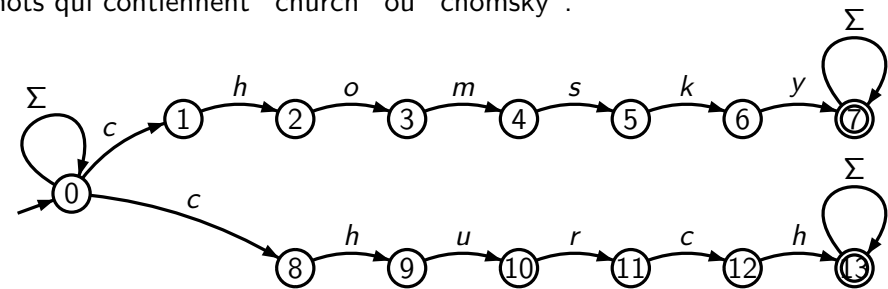 mots qui contiennent "church" ou "chomsky".
Σ
Σ c h o m s k y
0 1 2 3 4 5 6 7
c
Σ
h u r c h
8 9 10 11 12 13